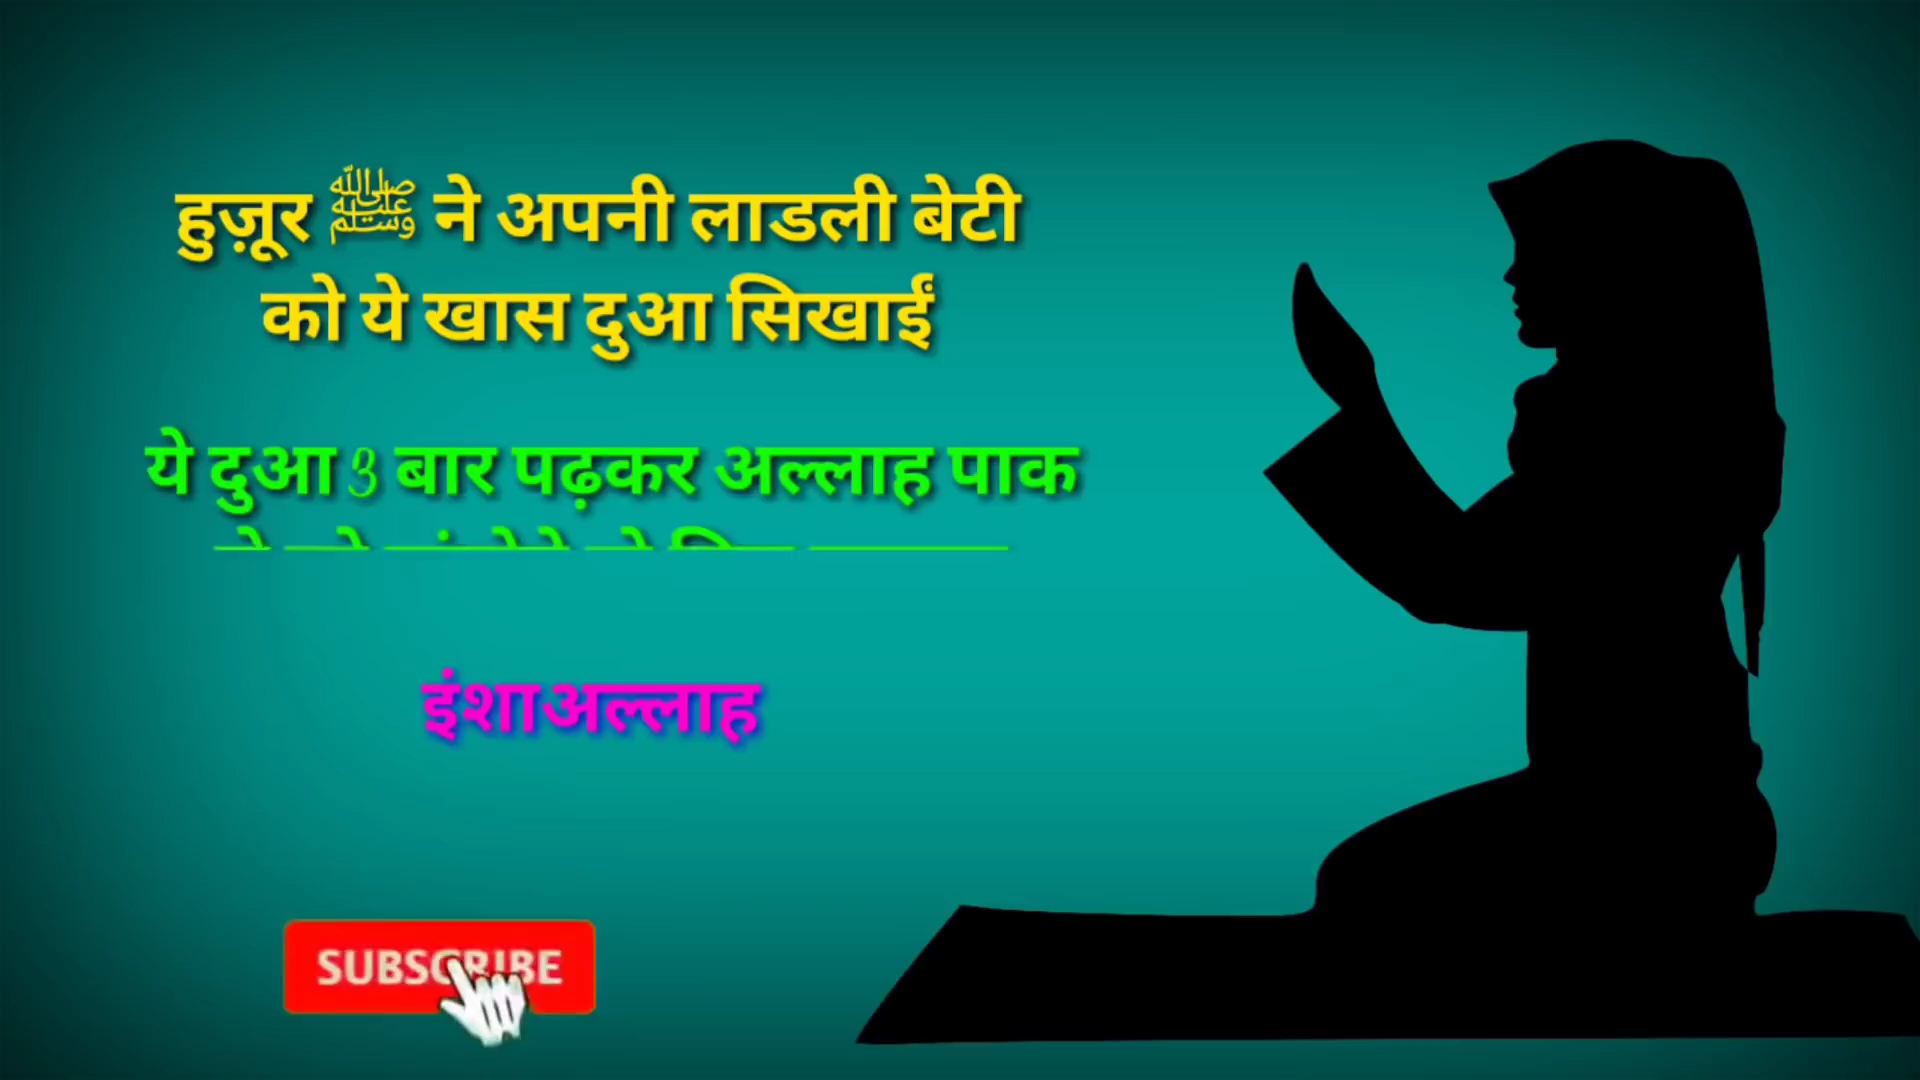 हुज़ूर ﷺ ने अपनी लाडली बेटी
को ये खास दुआ सिखाईं
ये दुआ 3 बार पढ़कर अल्लाह पाक
इंशाअल्लाह
SUBSCRIBE